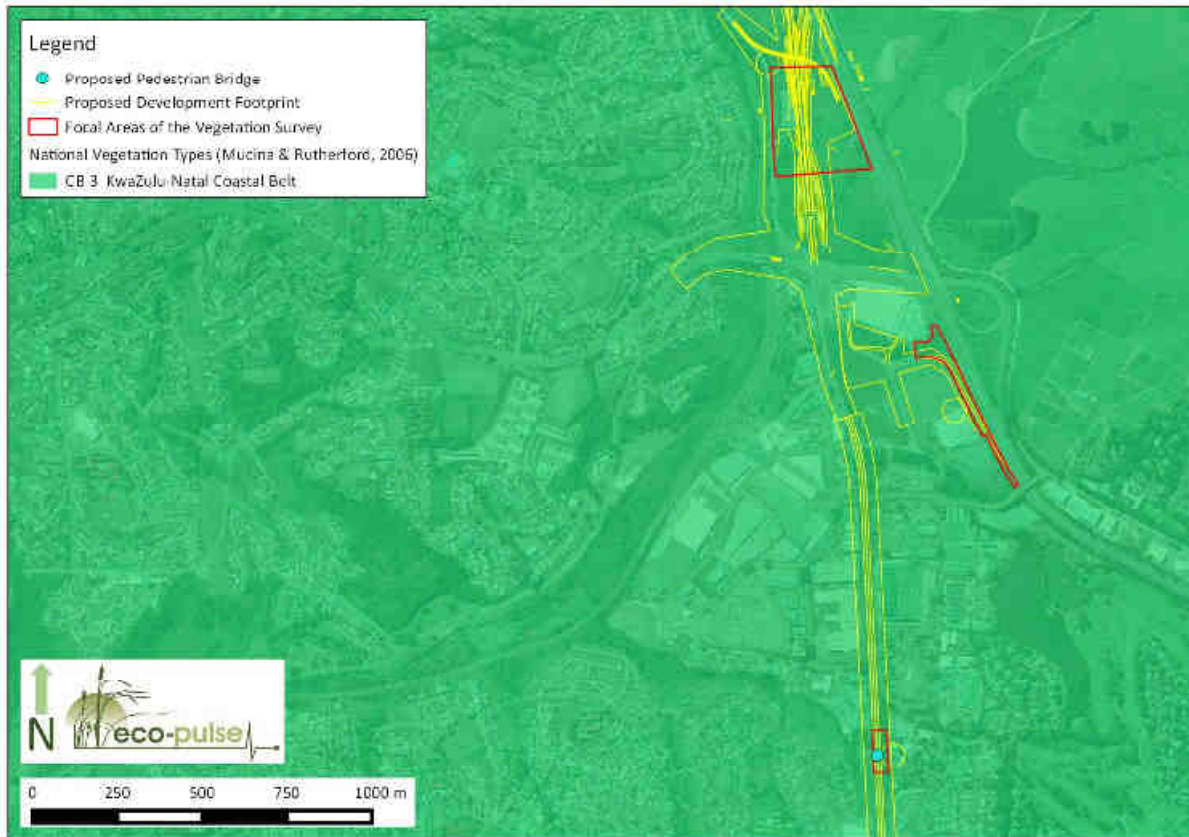 Legend
Proposed Pedestrian Bridge
Proposed Development Footprint
Focal Areas of the Vegetation Survey
National Vegetation Types (Mucina & Rutherford, 2006)
CB 3 KwaZulu-Natal Coastal Belt
N
eco-pulse
0 250 500 750 1000 m